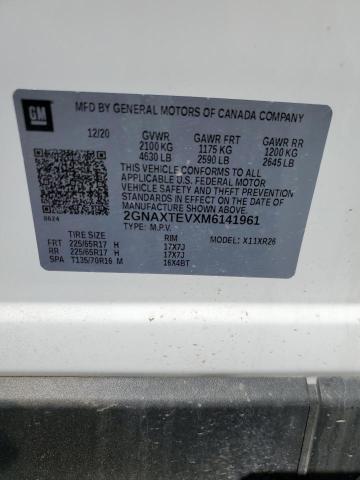 GM
MFD BY GENERAL MOTORS OF CANADA COMPANY
12/20 GVWR GAWR FRT GAWR RR
2100 KG 1175 KG 1200 KG
4630 LB 2590 LB 2645 LB
THIS VEHICLE CONFORMS TO ALL APPLICABLE
U.S. FEDERAL MOTOR VEHICLE SAFETY, BUMPER,
AND THEFT PREVENTION STANDARDS IN EFFECT ON
THE DATE OF MANUFACTURE SHOWN ABOVE.
2GNAXTEVXM6141961
0624 TYPE: M.P.V. MODEL: X11XR26
TIRE SIZE RIM
FRT 225/65R17 H 17X7J
RR 225/65R17 H 17X7J
SPA T135/70R16 M 16X4BT